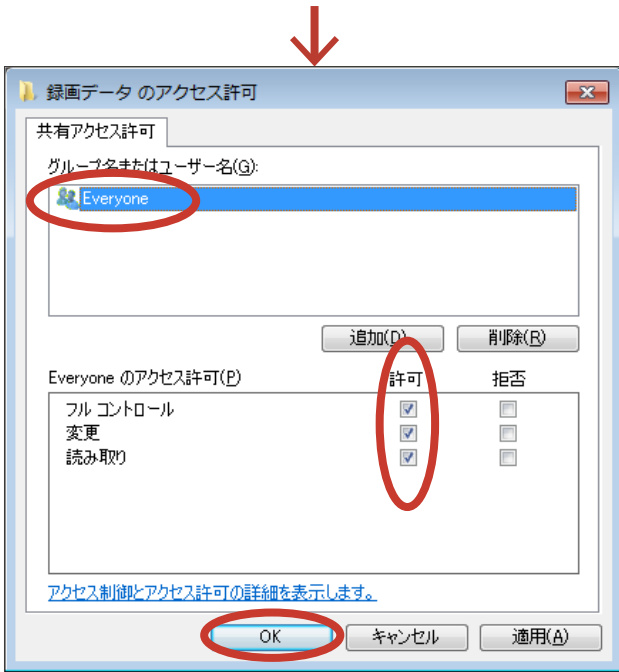 録画データ のアクセス許可
共有アクセス許可
グループ名またはユーザー名(G):
Everyone
追加(D)... 削除(R)
Everyone のアクセス許可(P) 許可 拒否
フル コントロール
変更
読み取り
アクセス制御とアクセス許可の詳細を表示します。
OK キャンセル 適用(A)